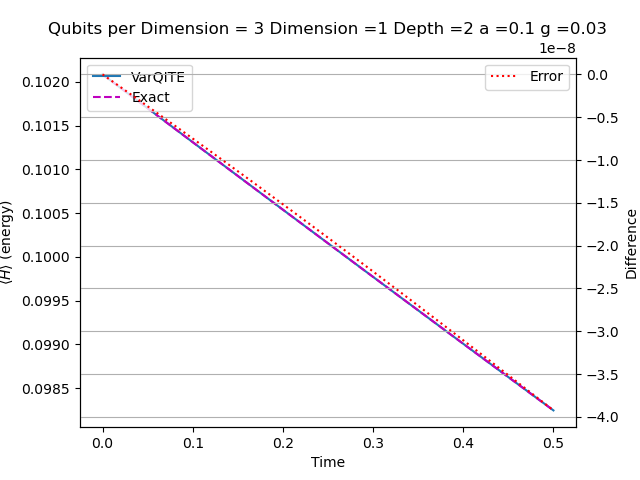 Qubits per Dimension = 3 Dimension =1 Depth =2 a =0.1 g =0.03
1e−8
VarQITE
Exact
Error
0.1020
0.1015
0.1010
0.1005
0.1000
0.0995
0.0990
0.0985
⟨H⟩ (energy)
0.0
−0.5
−1.0
−1.5
−2.0
−2.5
−3.0
−3.5
−4.0
Difference
0.0 0.1 0.2 0.3 0.4 0.5
Time